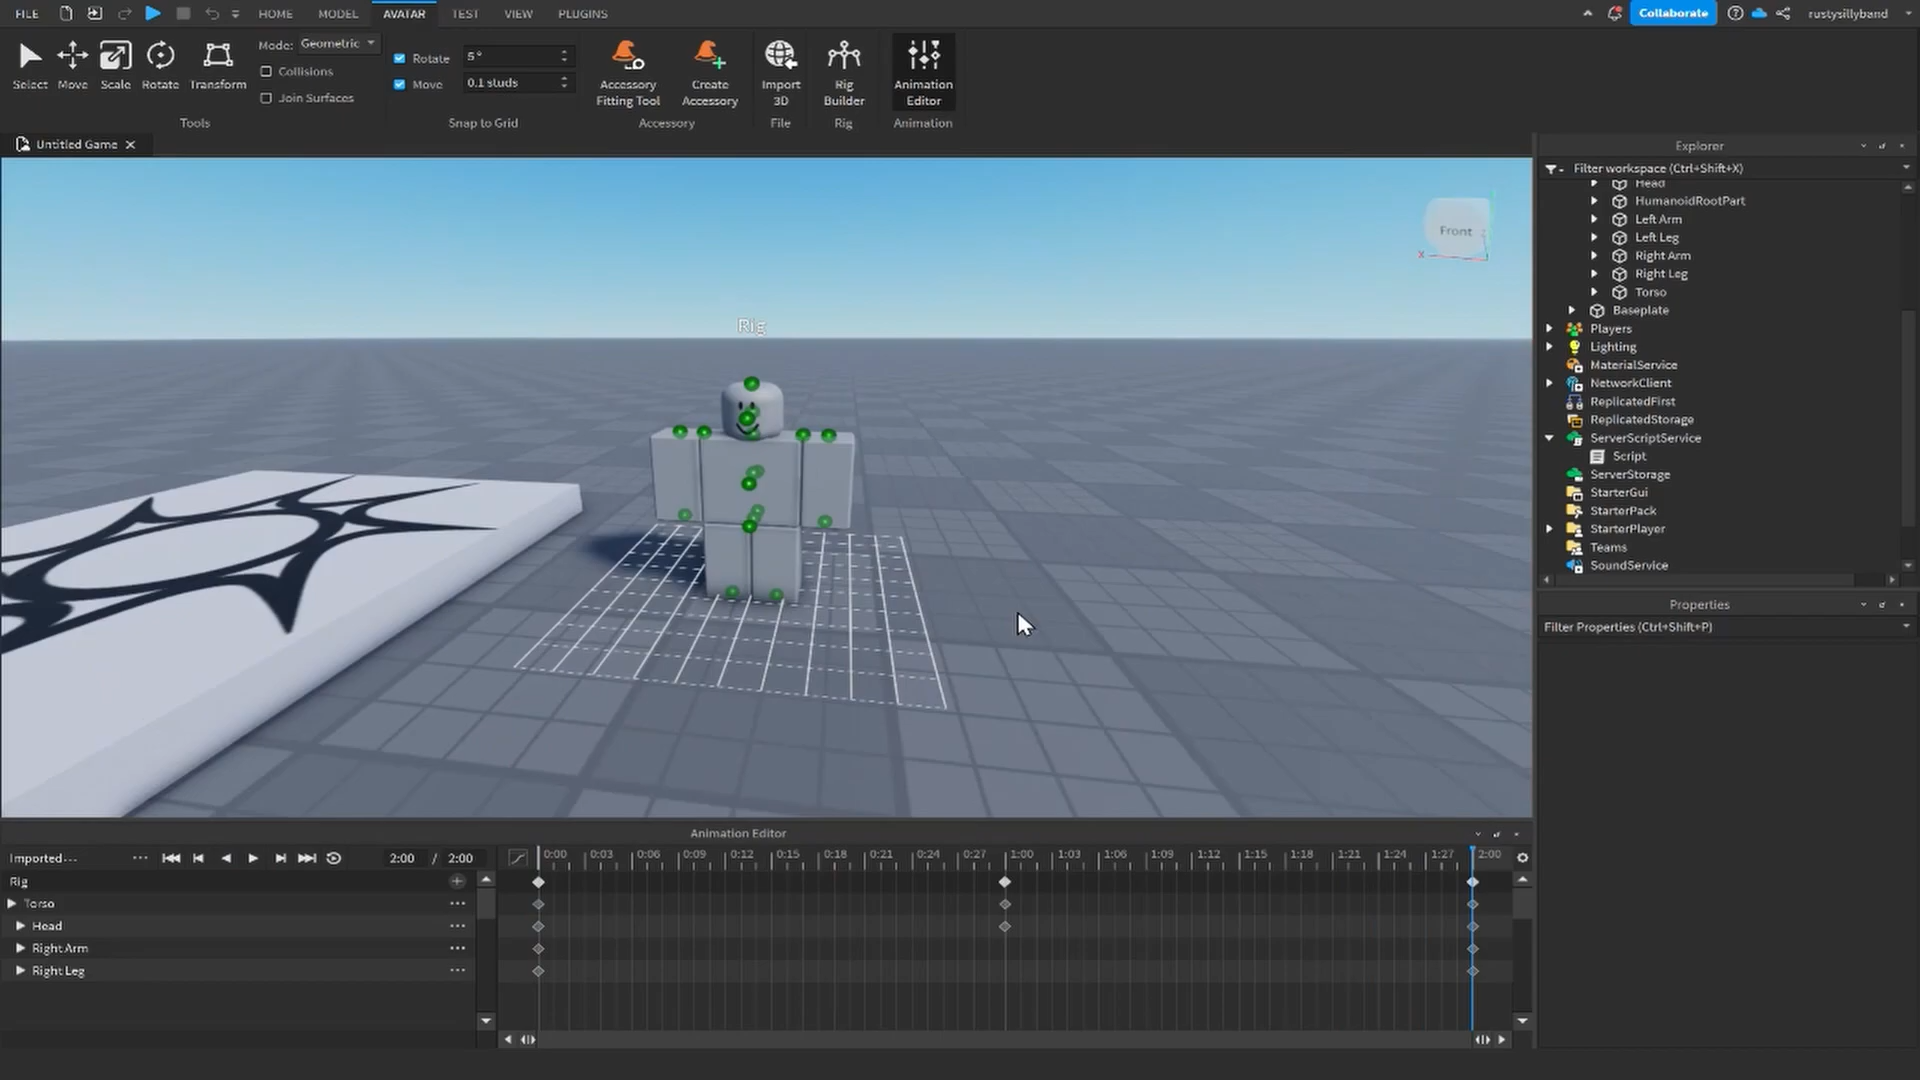 FILE HOME MODEL AVATAR TEST VIEW PLUGINS Collaborate rustysillyband
Select Move Scale Rotate Transform
Mode: Geometric
Collisions
Join Surfaces
Tools
Rotate 5°
Move 0.1 studs
Snap to Grid
Accessory Fitting Tool
Create Accessory
Accessory
Import 3D
File
Rig Builder
Rig
Animation Editor
Animation
Untitled Game
Rig
Front
X
Explorer
Filter workspace (Ctrl+Shift+X)
Head
HumanoidRootPart
Left Arm
Left Leg
Right Arm
Right Leg
Torso
Baseplate
Players
Lighting
MaterialService
NetworkClient
ReplicatedFirst
ReplicatedStorage
ServerScriptService
Script
ServerStorage
StarterGui
StarterPack
StarterPlayer
Teams
SoundService
Properties
Filter Properties (Ctrl+Shift+P)
Animation Editor
Imported--- 2:00 / 2:00 0:00 0:03 0:06 0:09 0:12 0:15 0:18 0:21 0:24 0:27 1:00 1:03 1:06 1:09 1:12 1:15 1:18 1:21 1:24 1:27 2:00
Rig
Torso
Head
Right Arm
Right Leg